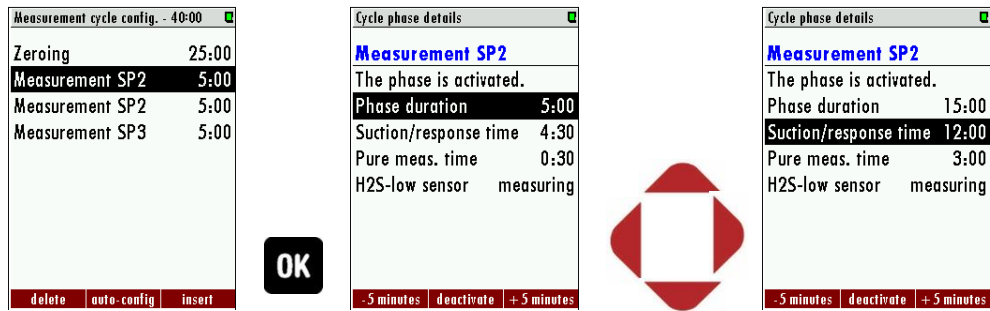 Measurement cycle config. - 40:00
Zeroing 25:00
Measurement SP2 5:00
Measurement SP2 5:00
Measurement SP3 5:00
delete auto-config insert
OK
Cycle phase details
Measurement SP2
The phase is activated.
Phase duration 5:00
Suction/response time 4:30
Pure meas. time 0:30
H2S-low sensor measuring
-5 minutes deactivate +5 minutes
Cycle phase details
Measurement SP2
The phase is activated.
Phase duration 15:00
Suction/response time 12:00
Pure meas. time 3:00
H2S-low sensor measuring
-5 minutes deactivate +5 minutes